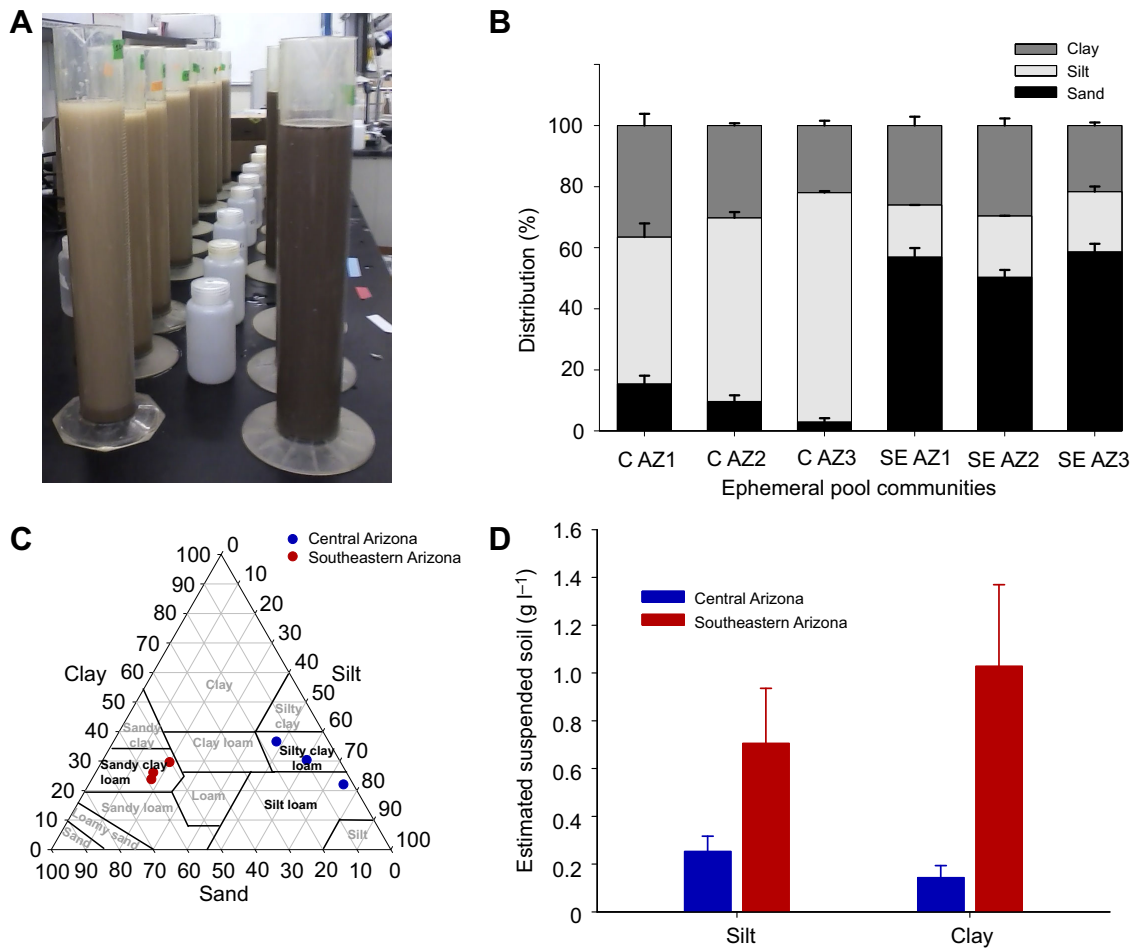 A
B
Clay
Silt
Sand
100
80
60
40
20
0
Distribution (%)
C AZ1
C AZ2
C AZ3
SE AZ1
SE AZ2
SE AZ3
Ephemeral pool communities
C
Central Arizona
Southeastern Arizona
100
90
80
70
60
50
40
30
20
10
0
Clay
0
10
20
30
40
50
60
70
80
90
100
Silt
Clay
Silty
clay
Sandy
clay
Clay loam
Silty clay
loam
Sandy clay
loam
Loam
Silt loam
Sandy loam
Loamy sand
Sand
Silt
100 90 80 70 60 50 40 30 20 10 0
Sand
D
1.6
1.4
1.2
1.0
0.8
0.6
0.4
0.2
0
Estimated suspended soil (g l⁻¹)
Central Arizona
Southeastern Arizona
Silt
Clay